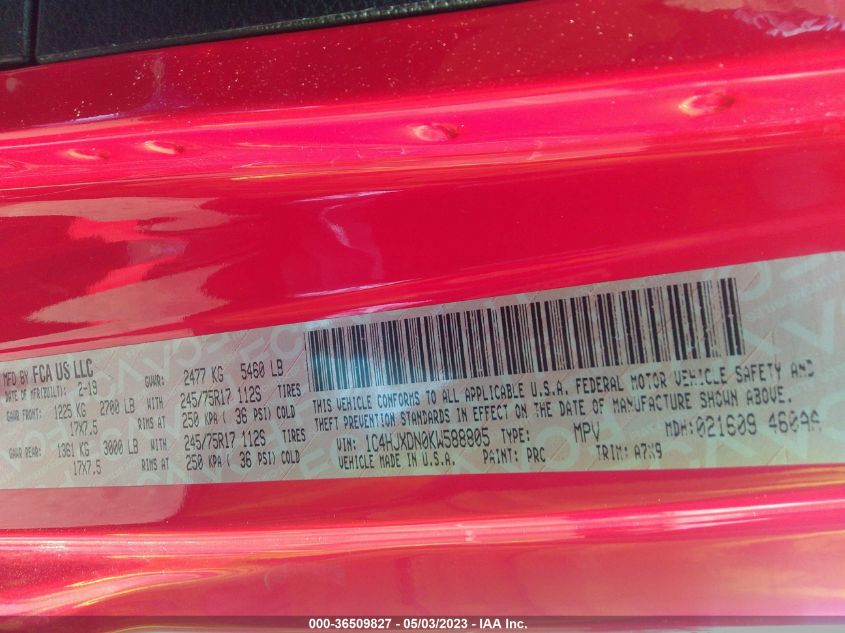 MFD BY FCA US LLC
DATE OF MFR(BUILT): 2-19 GVWR: 2477 KG 5460 LB
GAWR FRONT: 1225 KG 2700 LB WITH 245/75R17 112S TIRES
17X7.5 RIMS AT 250 KPA ( 36 PSI) COLD
GAWR REAR: 1361 KG 3000 LB WITH 245/75R17 112S TIRES
17X7.5 RIMS AT 250 KPA ( 36 PSI) COLD
THIS VEHICLE CONFORMS TO ALL APPLICABLE U.S.A. FEDERAL MOTOR VEHICLE SAFETY AND
THEFT PREVENTION STANDARDS IN EFFECT ON THE DATE OF MANUFACTURE SHOWN ABOVE.
VIN: 1C4HJXDN0KW588805 TYPE: MPV MDH:021609 460AA
VEHICLE MADE IN U.S.A. PAINT: PRC TRIM: A7X9
000-36509827 - 05/03/2023 - IAA Inc.